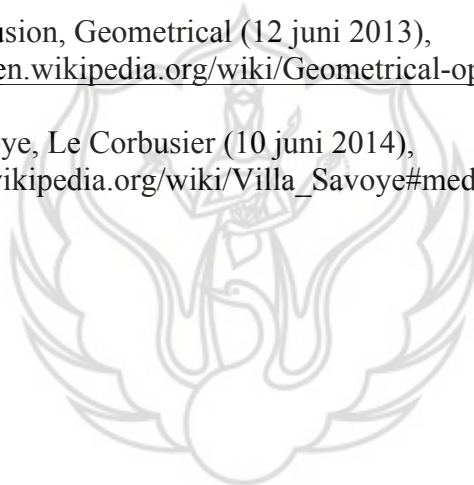 usion, Geometrical (12 juni 2013),
en.wikipedia.org/wiki/Geometrical-op
oye, Le Corbusier (10 juni 2014),
wikipedia.org/wiki/Villa_Savoye#med